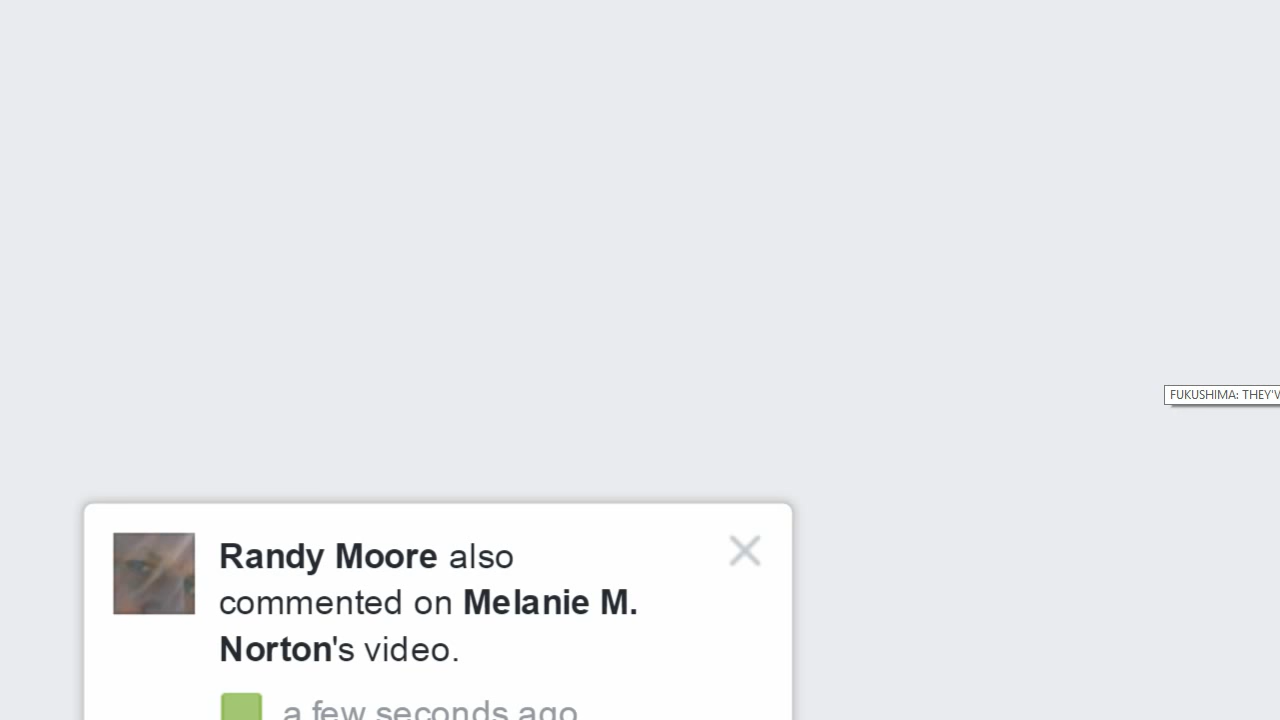 FUKUSHIMA: THEY'V
Randy Moore also
commented on Melanie M.
Norton's video.
a few seconds ago